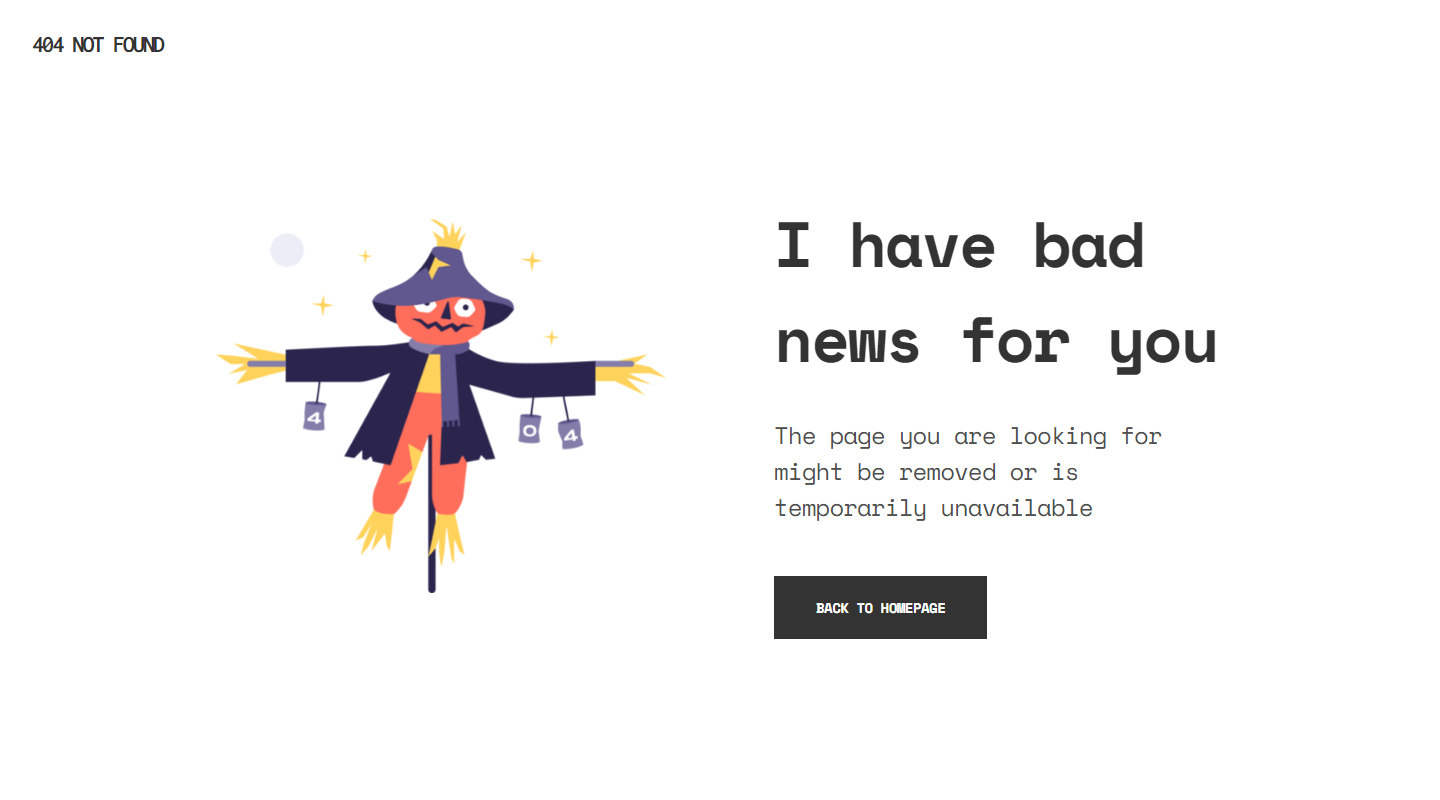 404 NOT FOUND
I have bad
news for you
4
0
4
The page you are looking for
might be removed or is
temporarily unavailable
BACK TO HOMEPAGE